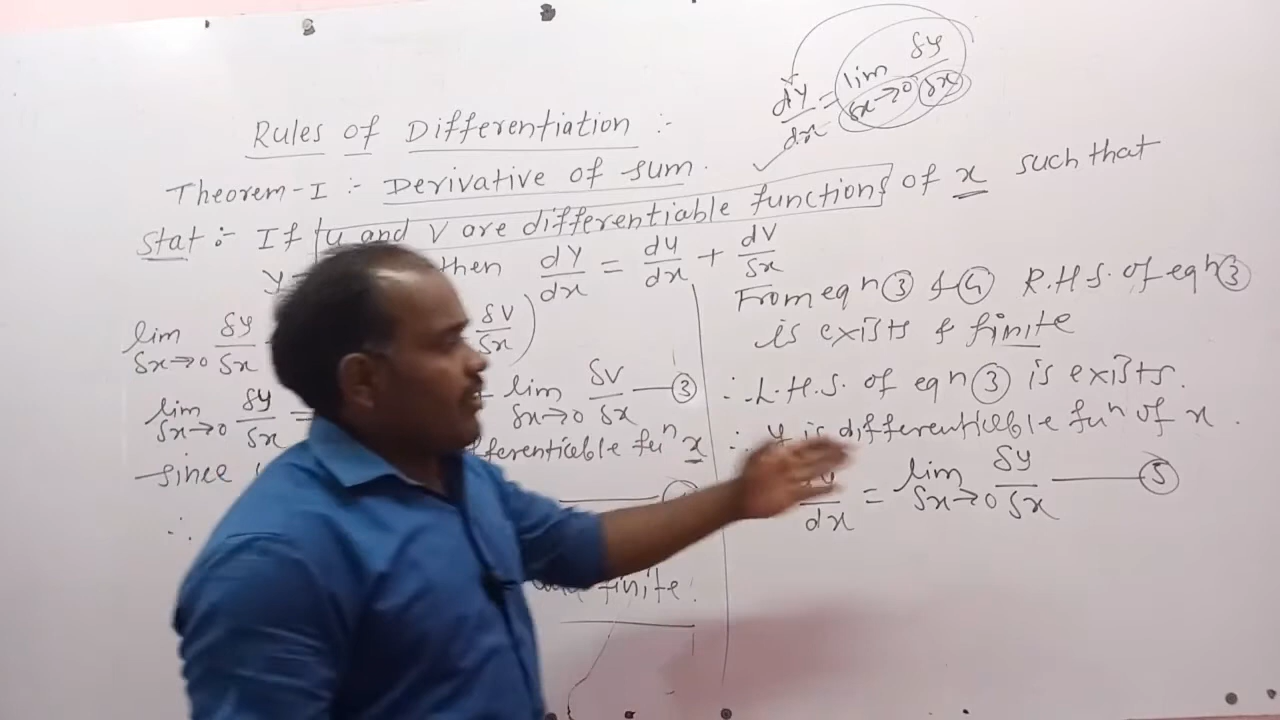 dy/dx = lim δx→0 δy/δx
Rules of Differentiation :-
Theorem-I :- Derivative of sum.
Stat :- If u and v are differentiable functions of x such that
y= then dy/dx = du/dx + dv/δx
lim δx→0 δy/δx δv/δx)
lim δx→0 δy/δx = lim δx→0 δv/δx — ③
since fferenticable fuⁿ x
∴
finite.
From eqⁿ ③ & ④ R.H.S. of eqⁿ ③
is exists & finite
∴ L.H.S. of eqⁿ ③ is exists.
∴ y is differenticable fuⁿ of x.
dy/dx = lim δx→0 δy/δx — ⑤